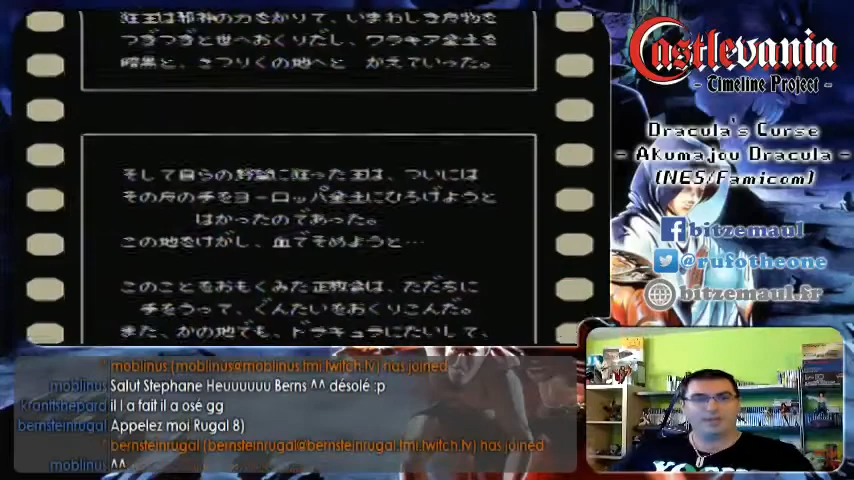 狂王は邪神の力をかりて、いまわしき産物を
つぎつぎと世へおくりだし、ワラキア全土を
暗黒と、さつりくの地へと かえていった。
そして自らの野望に狂った王は、ついには
その力の手をヨーロッパ全土にひろげようと
はかったのであった。
この地をけがし、血でそめようと…
このことをおもくみた正教会は、ただちに
手をうって、ぐんたいをおくりこんだ。
また、かの地でも、ドラキュラにたいして、
Castlevania
- Timeline Project -
Dracula's Curse
- Akumajou Dracula -
(NES/Famicom)
bitzemaul
@rufotheone
bitzemaul.fr
* moblinus (moblinus@moblinus.tmi.twitch.tv) has joined
moblinus Salut Stephane Heuuuuuu Berns ^^ désolé :p
il l a fait il a osé gg
bernsteinrugal Appelez moi Rugal 8)
* bernsteinrugal (bernsteinrugal@bernsteinrugal.tmi.twitch.tv) has joined
moblinus ^^